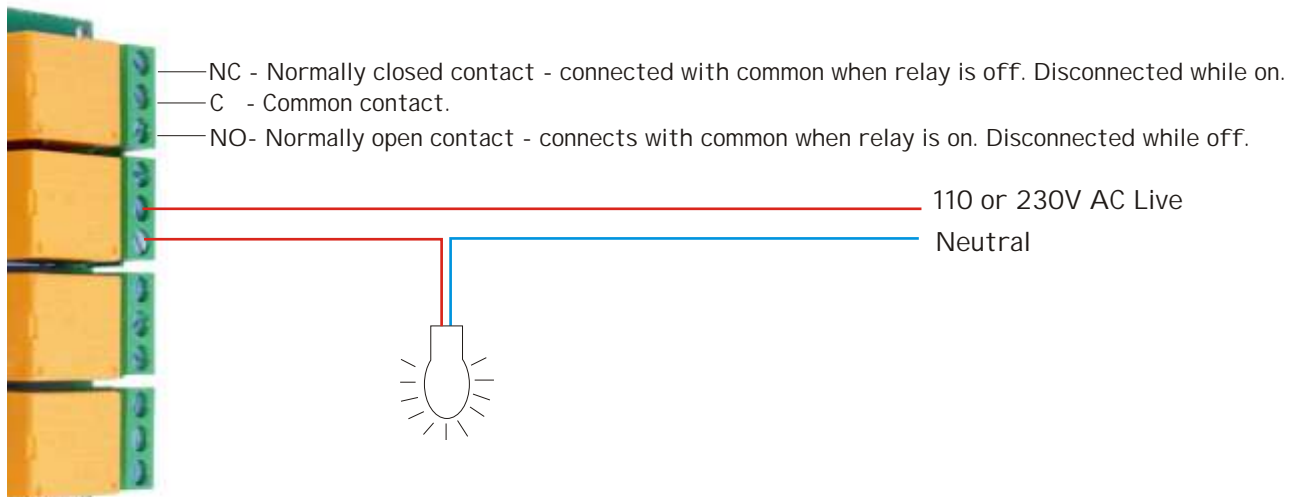 NC - Normally closed contact - connected with common when relay is off. Disconnected while on.
C - Common contact.
NO- Normally open contact - connects with common when relay is on. Disconnected while off.
110 or 230V AC Live
Neutral